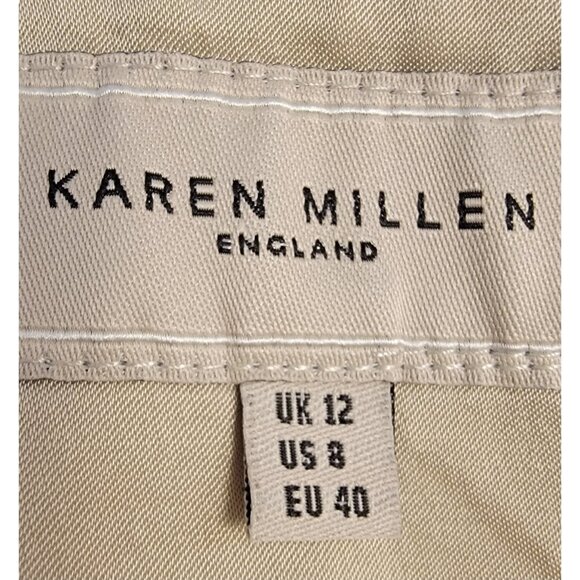 KAREN MILLEN
ENGLAND
UK 12
US 8
EU 40